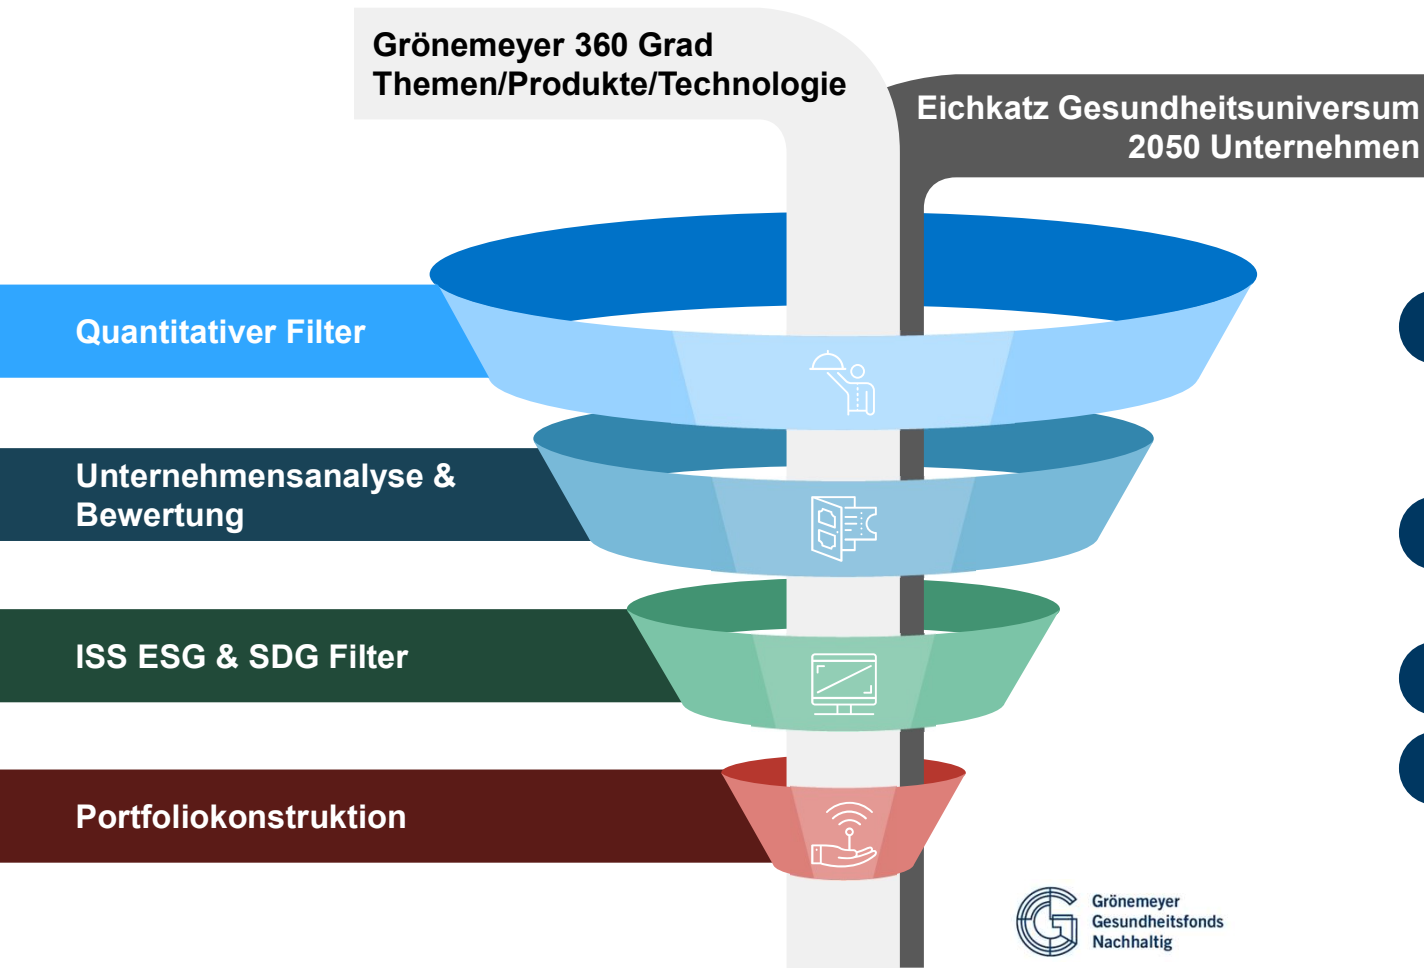 Grönemeyer 360 Grad
Themen/Produkte/Technologie
Eichkatz Gesundheitsuniversum
2050 Unternehmen
Quantitativer Filter
Unternehmensanalyse &
Bewertung
ISS ESG & SDG Filter
Portfoliokonstruktion
Grönemeyer
Gesundheitsfonds
Nachhaltig